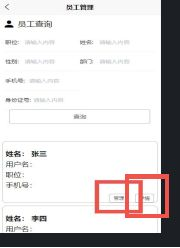 员工管理
员工查询
职位: 请输入内容 姓名: 请输入内容
性别: 请输入内容 部门: 请输入内容
手机号: 请输入内容
身份证号: 请输入内容
查询
姓名: 张三
用户名:
职位:
手机号:
管理 详情
姓名: 李四
用户名: